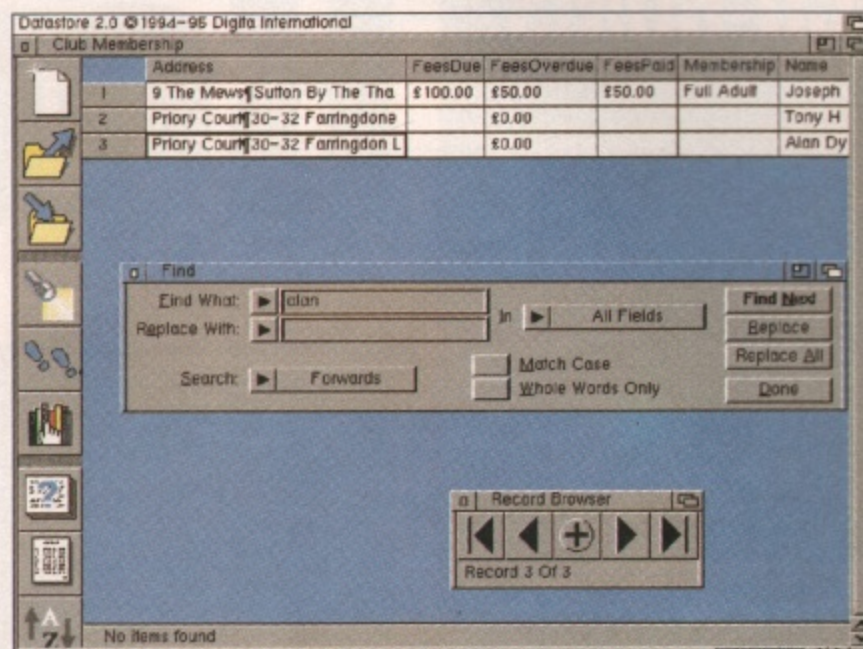 Datastore 2.0 ©1994-95 Digita International
Club Membership
Address FeesDue FeesOverdue FeesPaid Membership Name
1 9 The Mews¶Sutton By The Tha £100.00 £50.00 £50.00 Full Adult Joseph
2 Priory Court¶30-32 Farringdone £0.00 Tony H
3 Priory Court¶30-32 Farringdon L £0.00 Alan Dy
Find
Find What: alan
Replace With:
In All Fields
Search: Forwards
Match Case
Whole Words Only
Find Next
Replace
Replace All
Done
Record Browser
Record 3 Of 3
A
Z
No items found